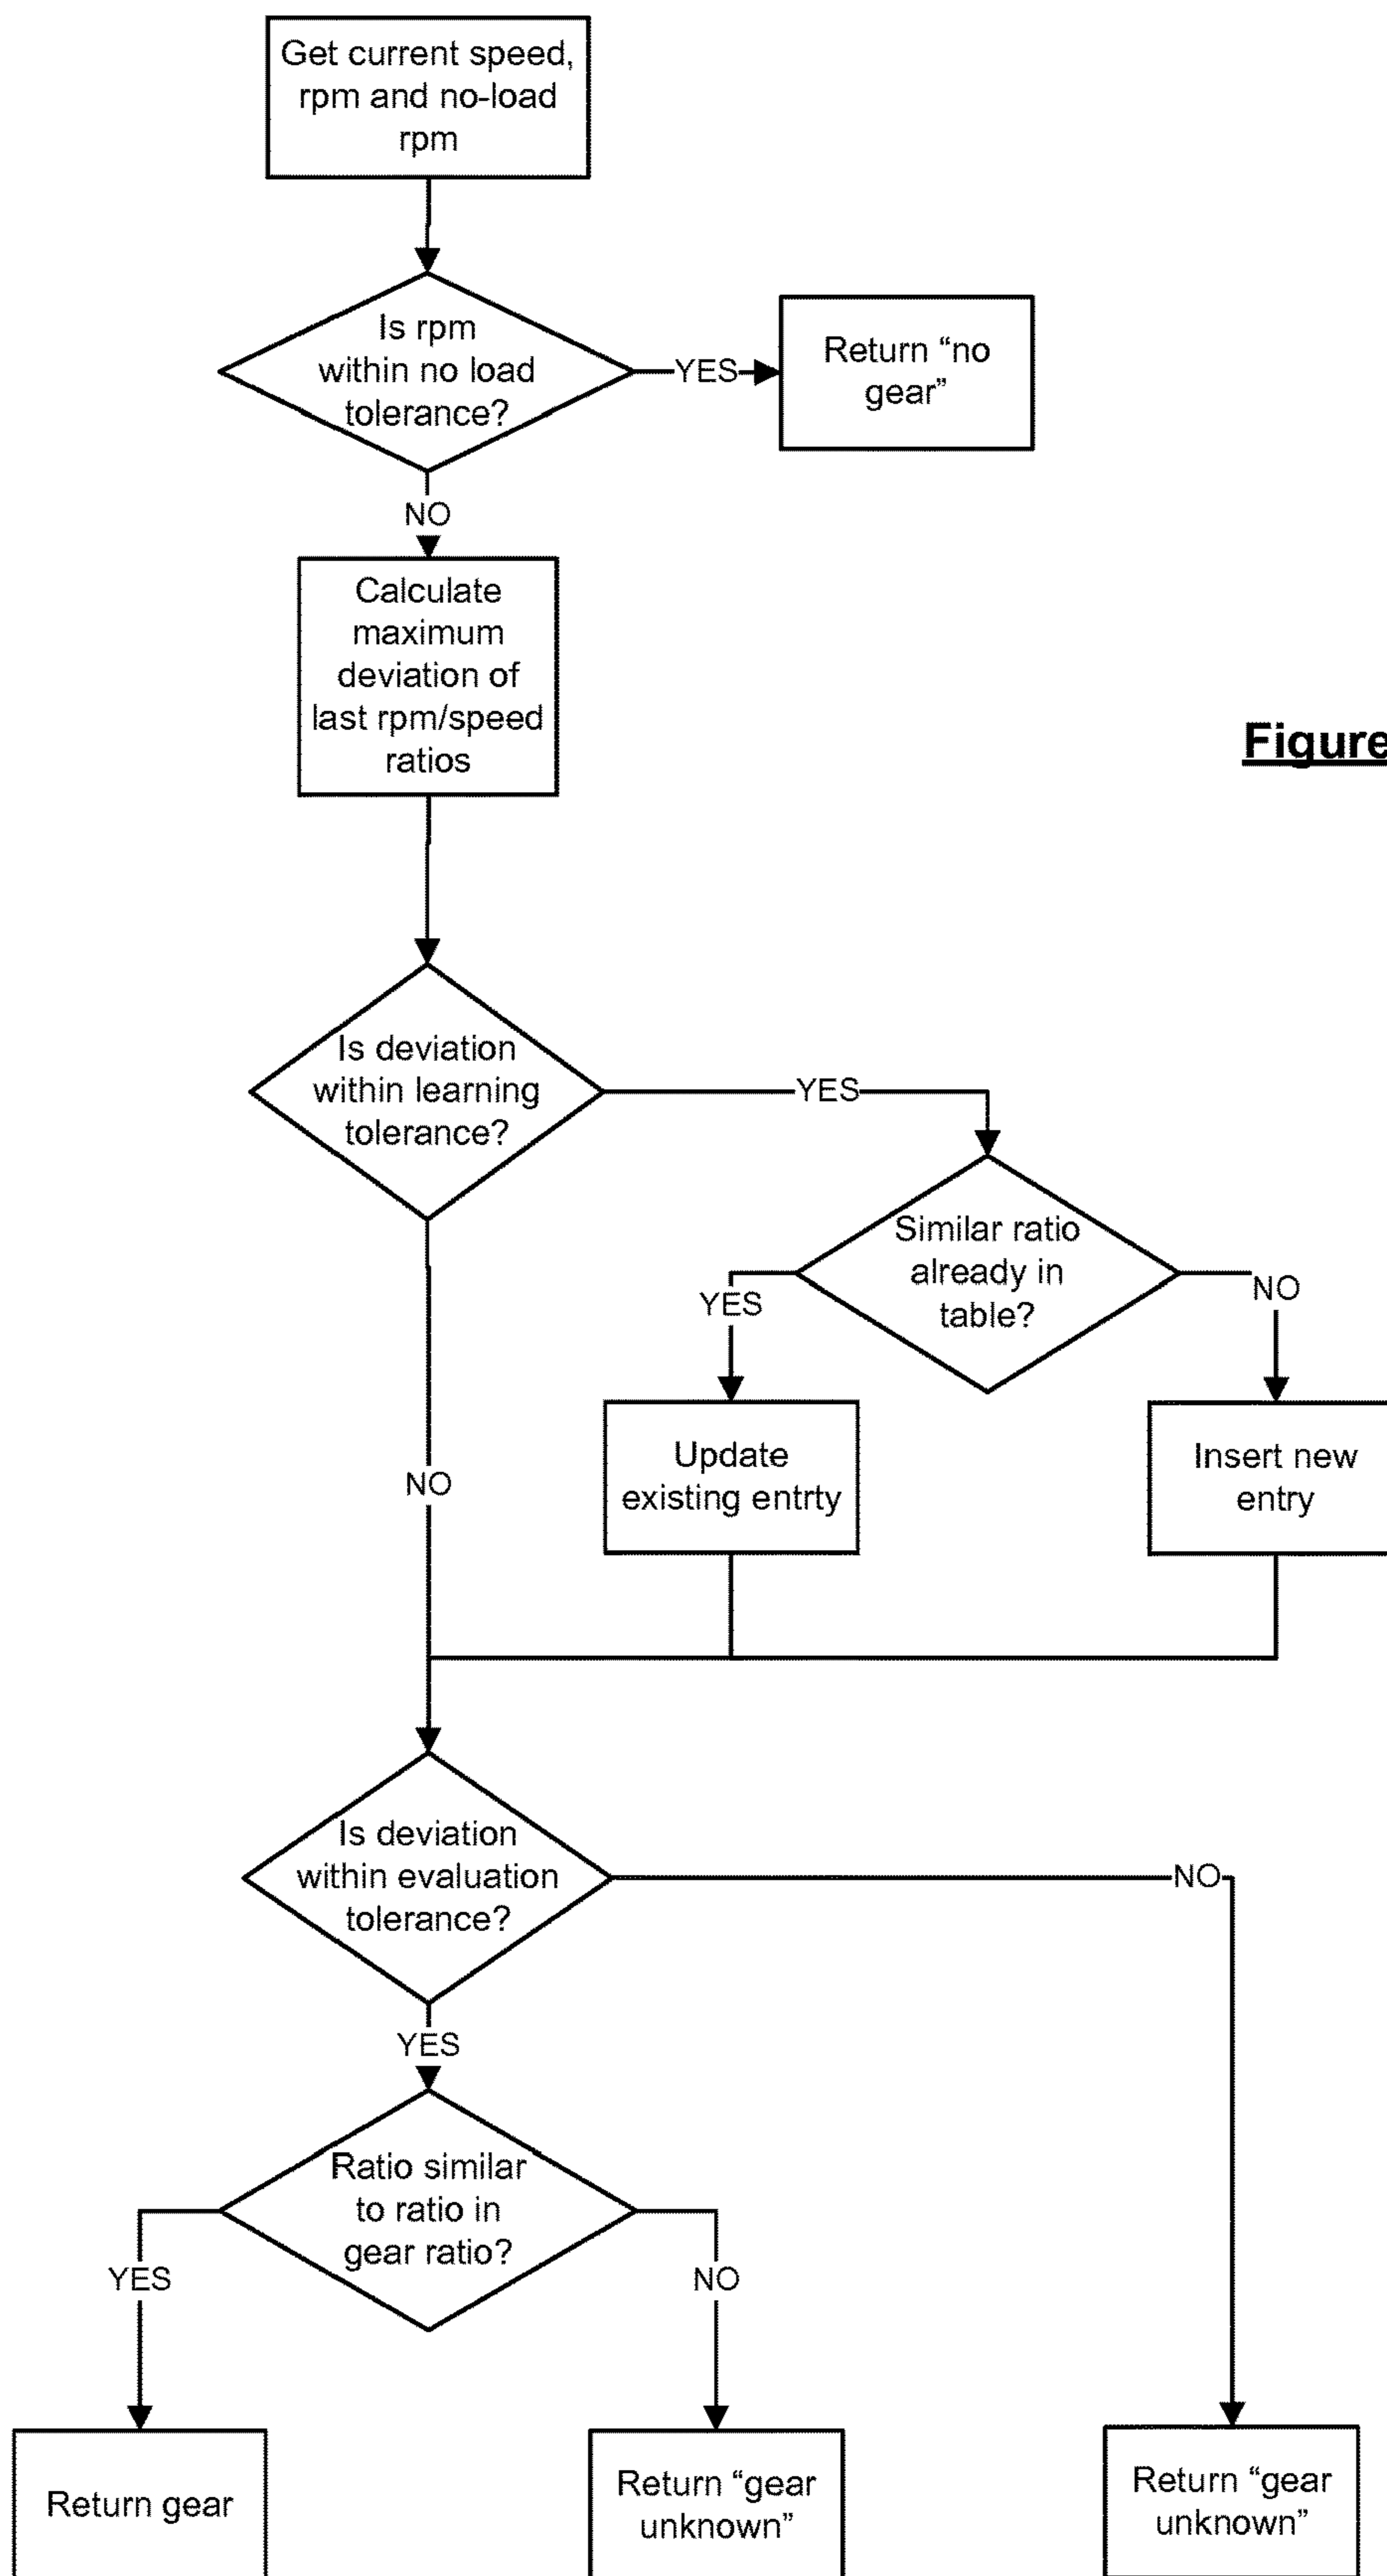 Get current speed,
rpm and no-load
rpm
Is rpm
within no load
tolerance?
YES
Return “no
gear”
NO
Calculate
maximum
deviation of
last rpm/speed
ratios
Figure
Is deviation
within learning
tolerance?
YES
Similar ratio
already in
table?
YES
NO
Update
existing entrty
Insert new
entry
NO
Is deviation
within evaluation
tolerance?
NO
YES
Ratio similar
to ratio in
gear ratio?
YES
NO
Return gear
Return “gear
unknown”
Return “gear
unknown”